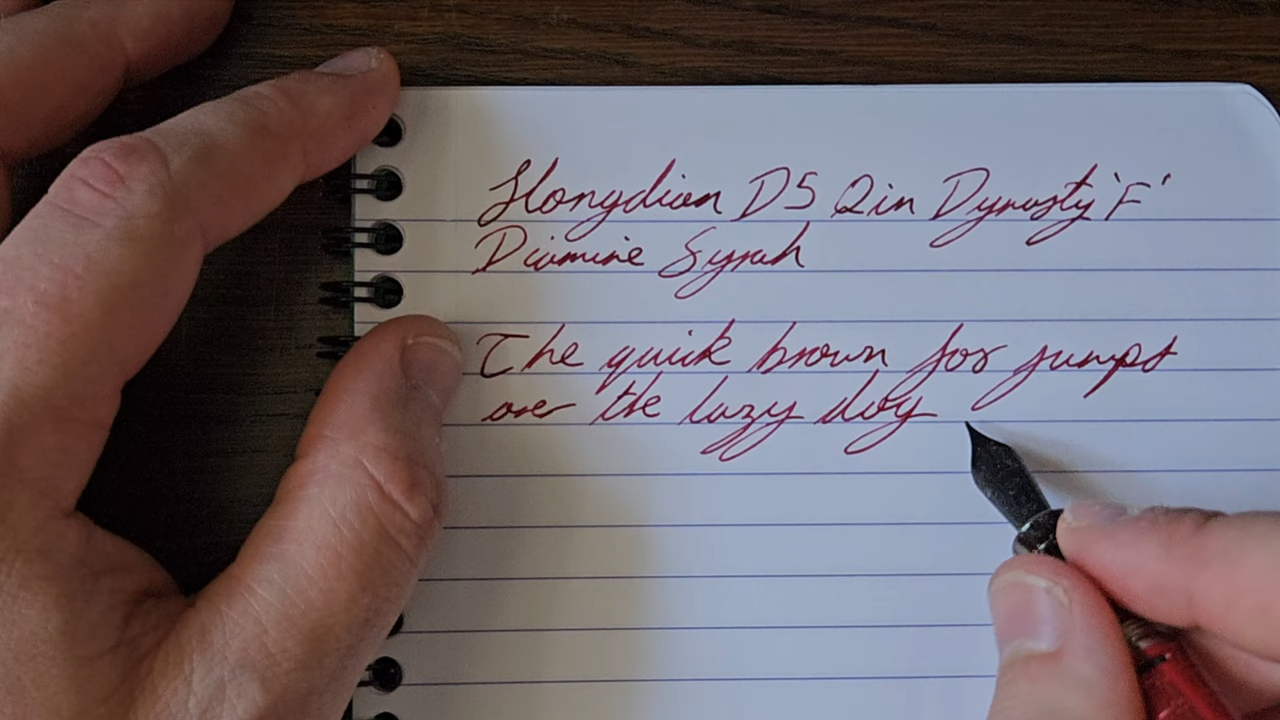 Hongdian D5 Qin Dynasty 'F'
Diamine Syrah
The quick brown fox jumps
over the lazy dog